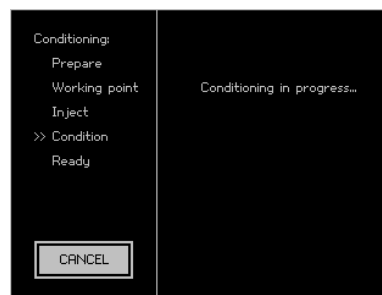 Conditioning:
Prepare
Working point
Inject
>> Condition
Ready
CANCEL
Conditioning in progress...